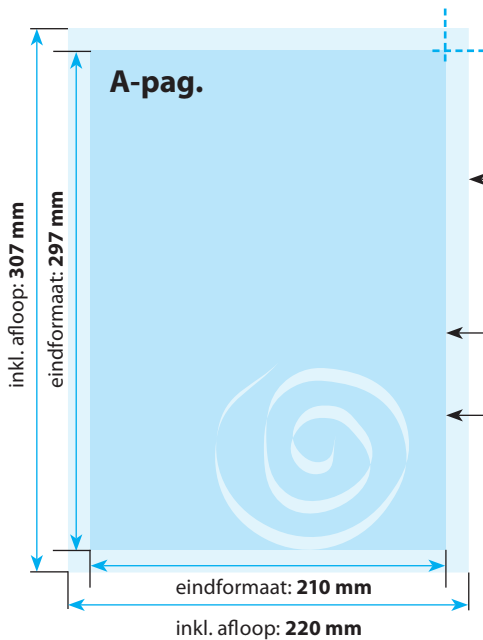 A-pag.
inkl. afloop: 307 mm
eindformaat: 297 mm
eindformaat: 210 mm
inkl. afloop: 220 mm